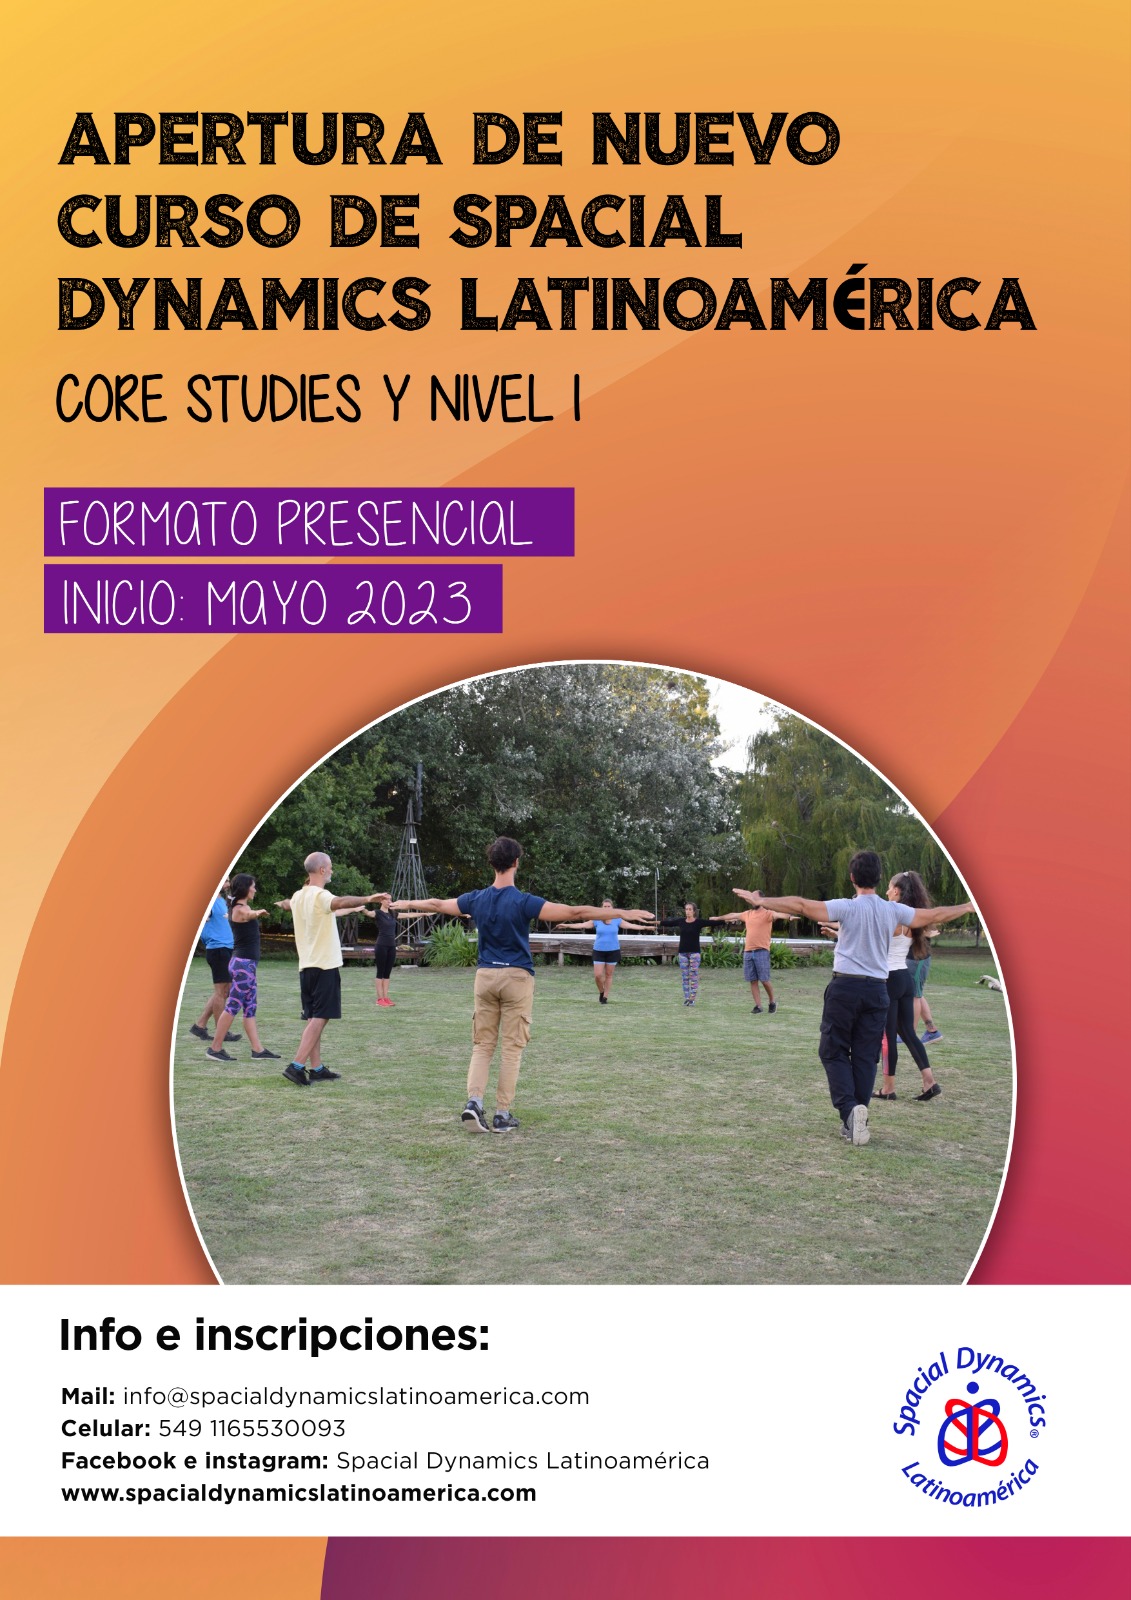 APERTURA DE NUEVO
CURSO DE SPACIAL
DYNAMICS LATINOAMÉRICA
CORE STUDIES Y NIVEL I
FORMATO PRESENCIAL
INICIO: MAYO 2023
Info e inscripciones:
Mail: info@spacialdynamicslatinoamerica.com
Celular: 549 1165530093
Facebook e instagram: Spacial Dynamics Latinoamérica
www.spacialdynamicslatinoamerica.com
Spacial Dynamics®
Latinoamérica